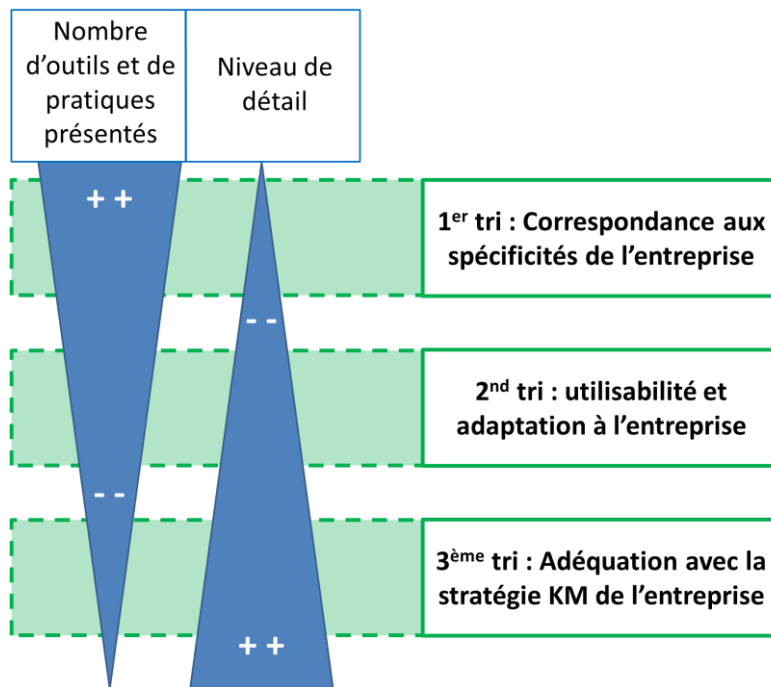 Nombre
d’outils et de
pratiques
présentés
Niveau de
détail
+ +
1er tri : Correspondance aux
spécificités de l’entreprise
- -
2nd tri : utilisabilité et
adaptation à l’entreprise
- -
3ème tri : Adéquation avec la
stratégie KM de l’entreprise
+ +